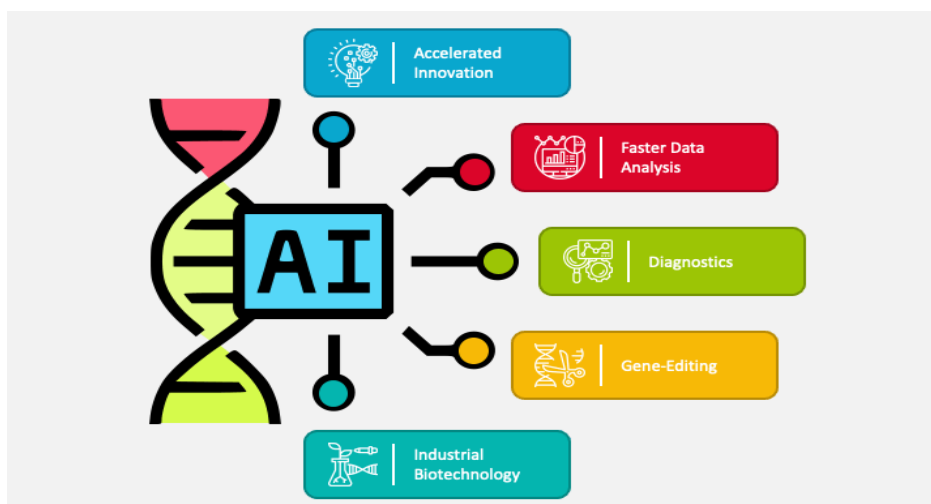 Accelerated
Innovation
Faster Data
Analysis
AI
Diagnostics
Gene-Editing
Industrial
Biotechnology